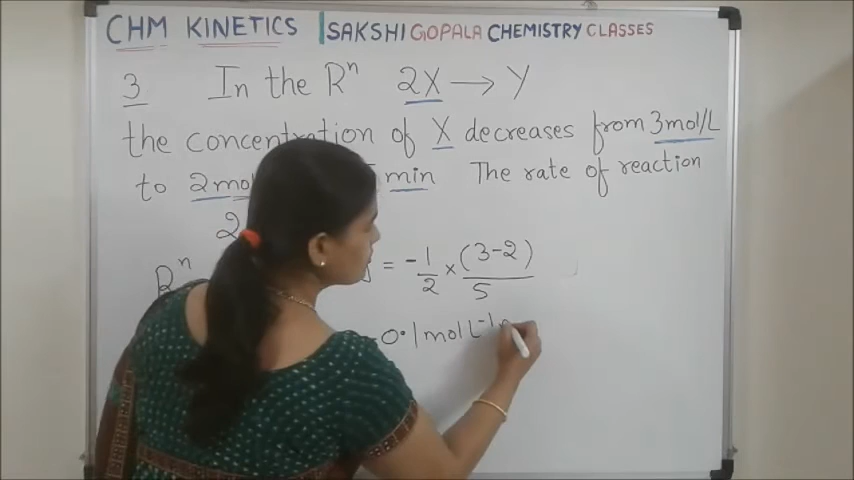 CHM KINETICS SAKSHI GOPALA CHEMISTRY CLASSES
3 In the Rⁿ 2X → Y
the concentration of X decreases from 3mol/L
to 2mo min The rate of reaction
2
Rⁿ = -1/2 × (3-2)/5
0.1 mol L⁻¹